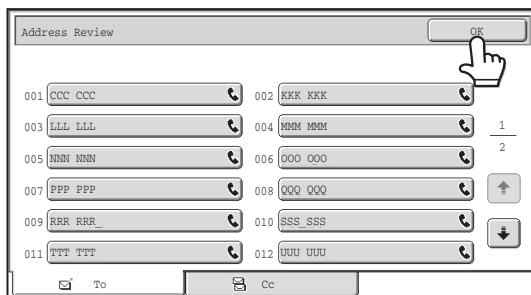 Address Review OK
001 CCC CCC 002 KKK KKK
003 LLL LLL 004 MMM MMM
1
005 NNN NNN 006 OOO OOO
2
007 PPP PPP 008 QQQ QQQ
009 RRR RRR_ 010 SSS_SSS
011 TTT TTT 012 UUU UUU
To Cc